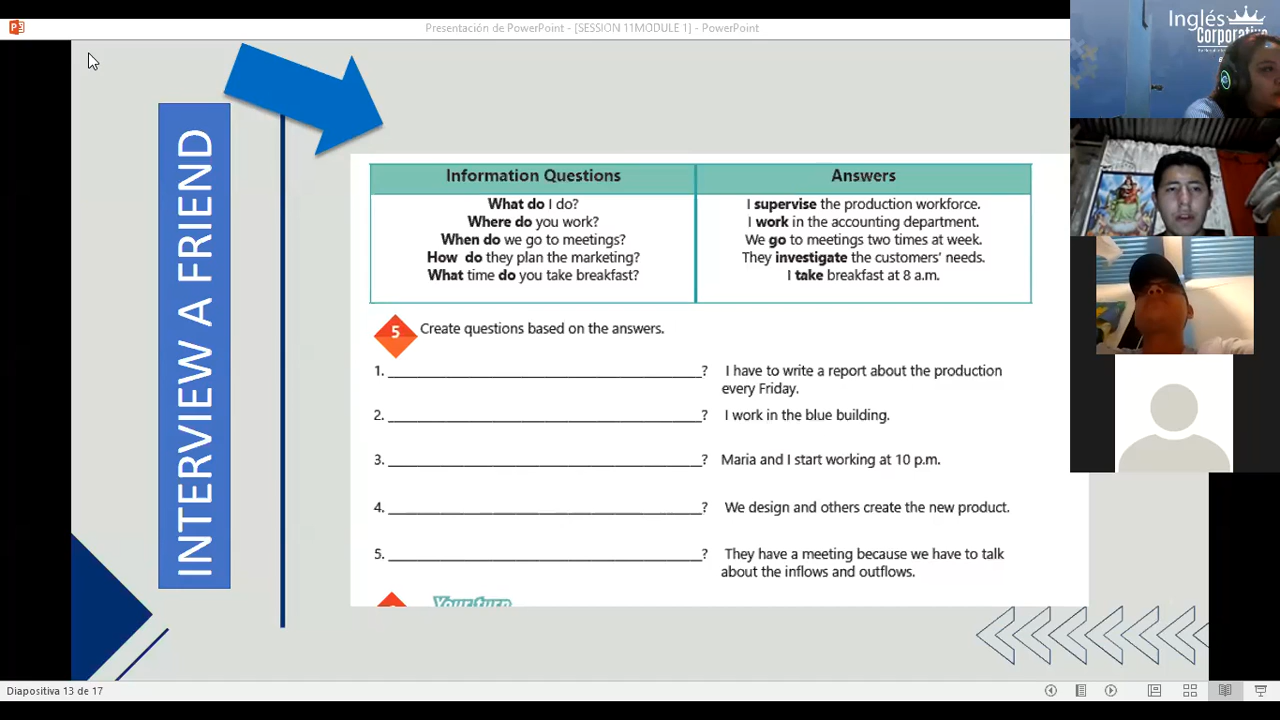 Presentación de PowerPoint - [SESSION 11MODULE 1] - PowerPoint
Inglés
Corporativo
INTERVIEW A FRIEND
Information Questions
Answers
What do I do?
I supervise the production workforce.
Where do you work?
I work in the accounting department.
When do we go to meetings?
We go to meetings two times at week.
How do they plan the marketing?
They investigate the customers' needs.
What time do you take breakfast?
I take breakfast at 8 a.m.
5 Create questions based on the answers.
1. ________________________________________? I have to write a report about the production
every Friday.
2. ________________________________________? I work in the blue building.
3. ________________________________________? Maria and I start working at 10 p.m.
4. ________________________________________? We design and others create the new product.
5. ________________________________________? They have a meeting because we have to talk
about the inflows and outflows.
Your turn
Diapositiva 13 de 17